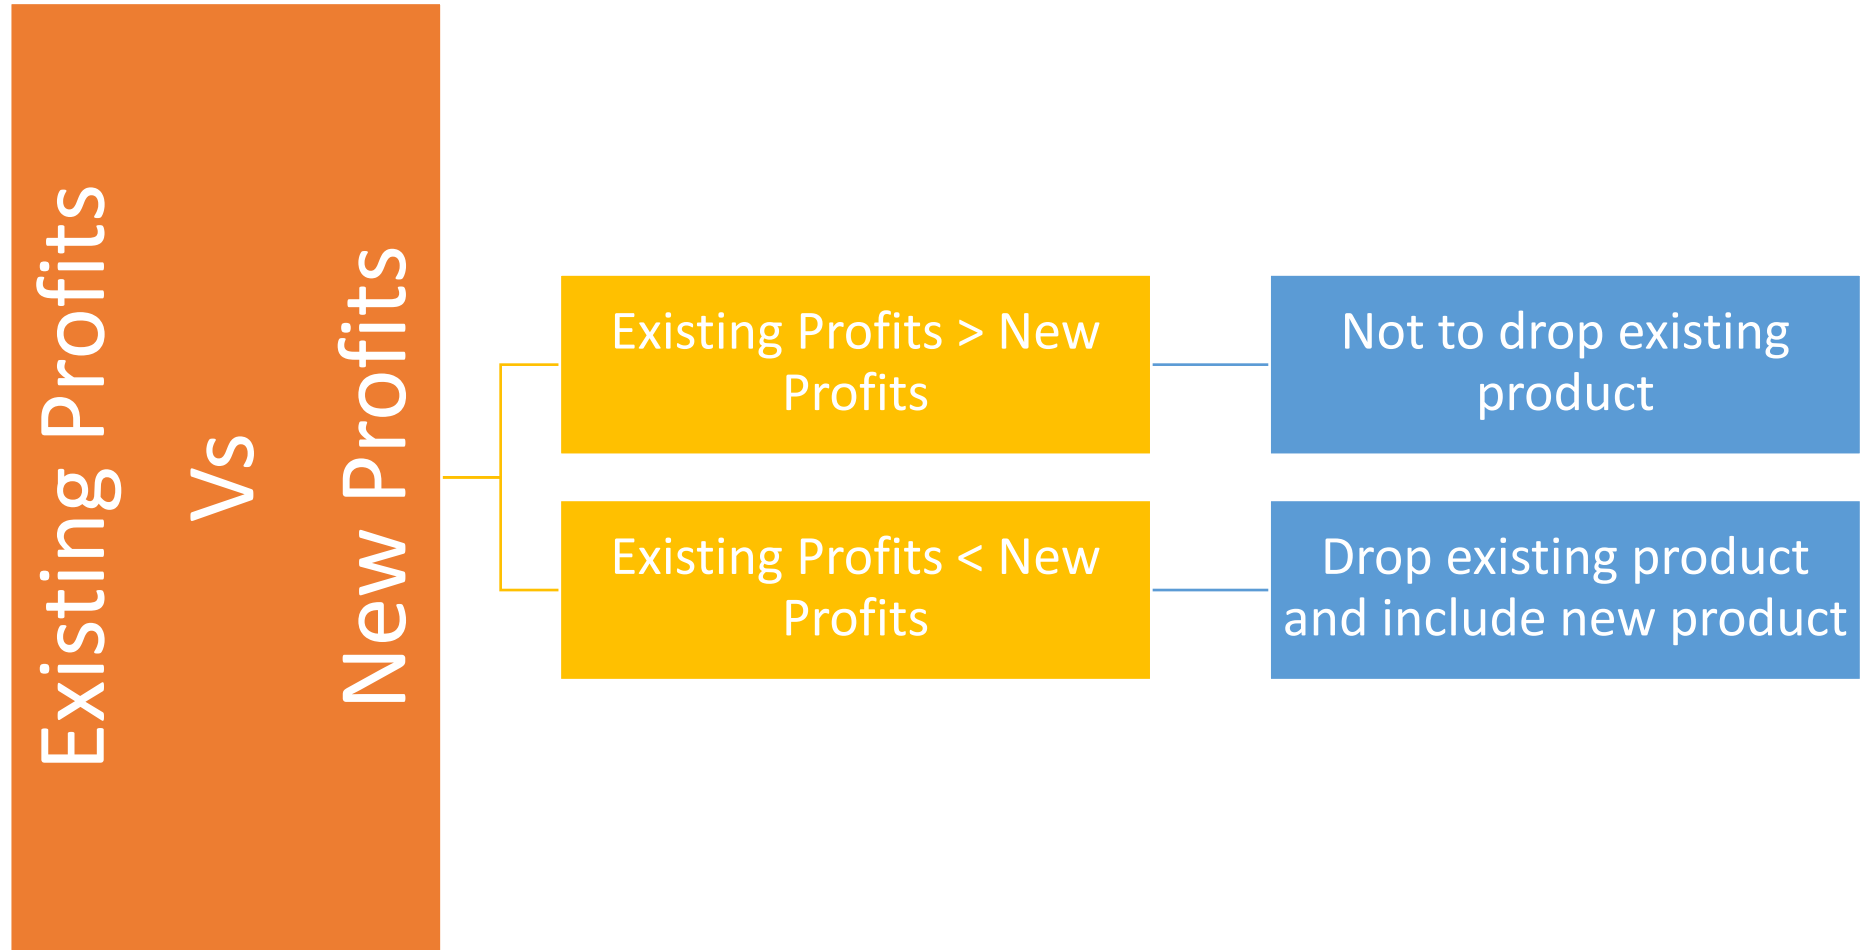 Existing Profits
Vs
New Profits
Existing Profits > New
Profits
Not to drop existing
product
Existing Profits < New
Profits
Drop existing product
and include new product